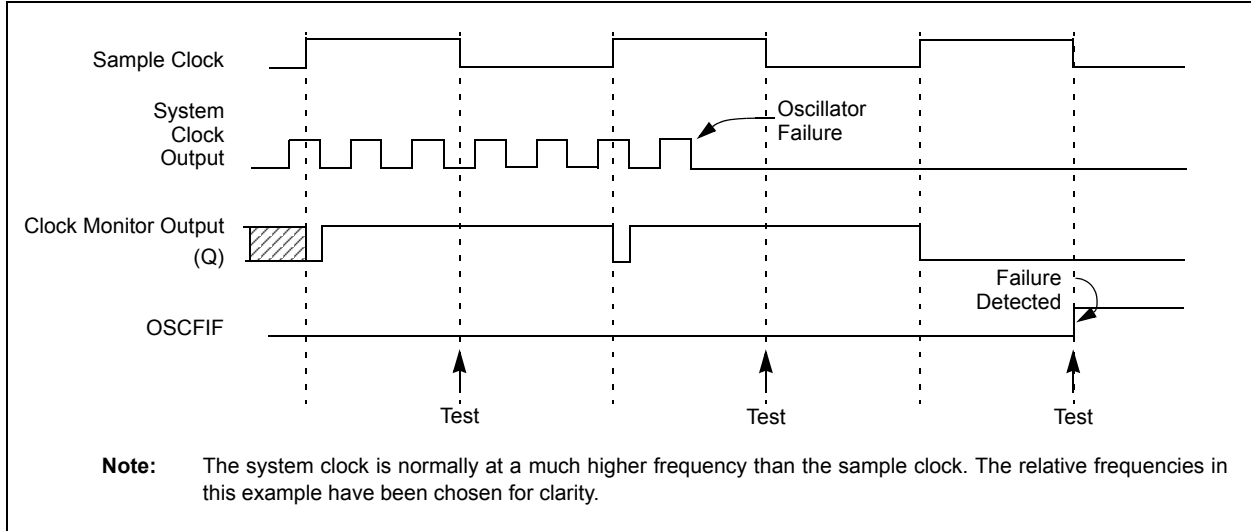 Sample Clock
System
Clock
Output
Oscillator
Failure
Clock Monitor Output
(Q)
Failure
Detected
OSCFIF
Test
Test
Test
Note: The system clock is normally at a much higher frequency than the sample clock. The relative frequencies in
this example have been chosen for clarity.